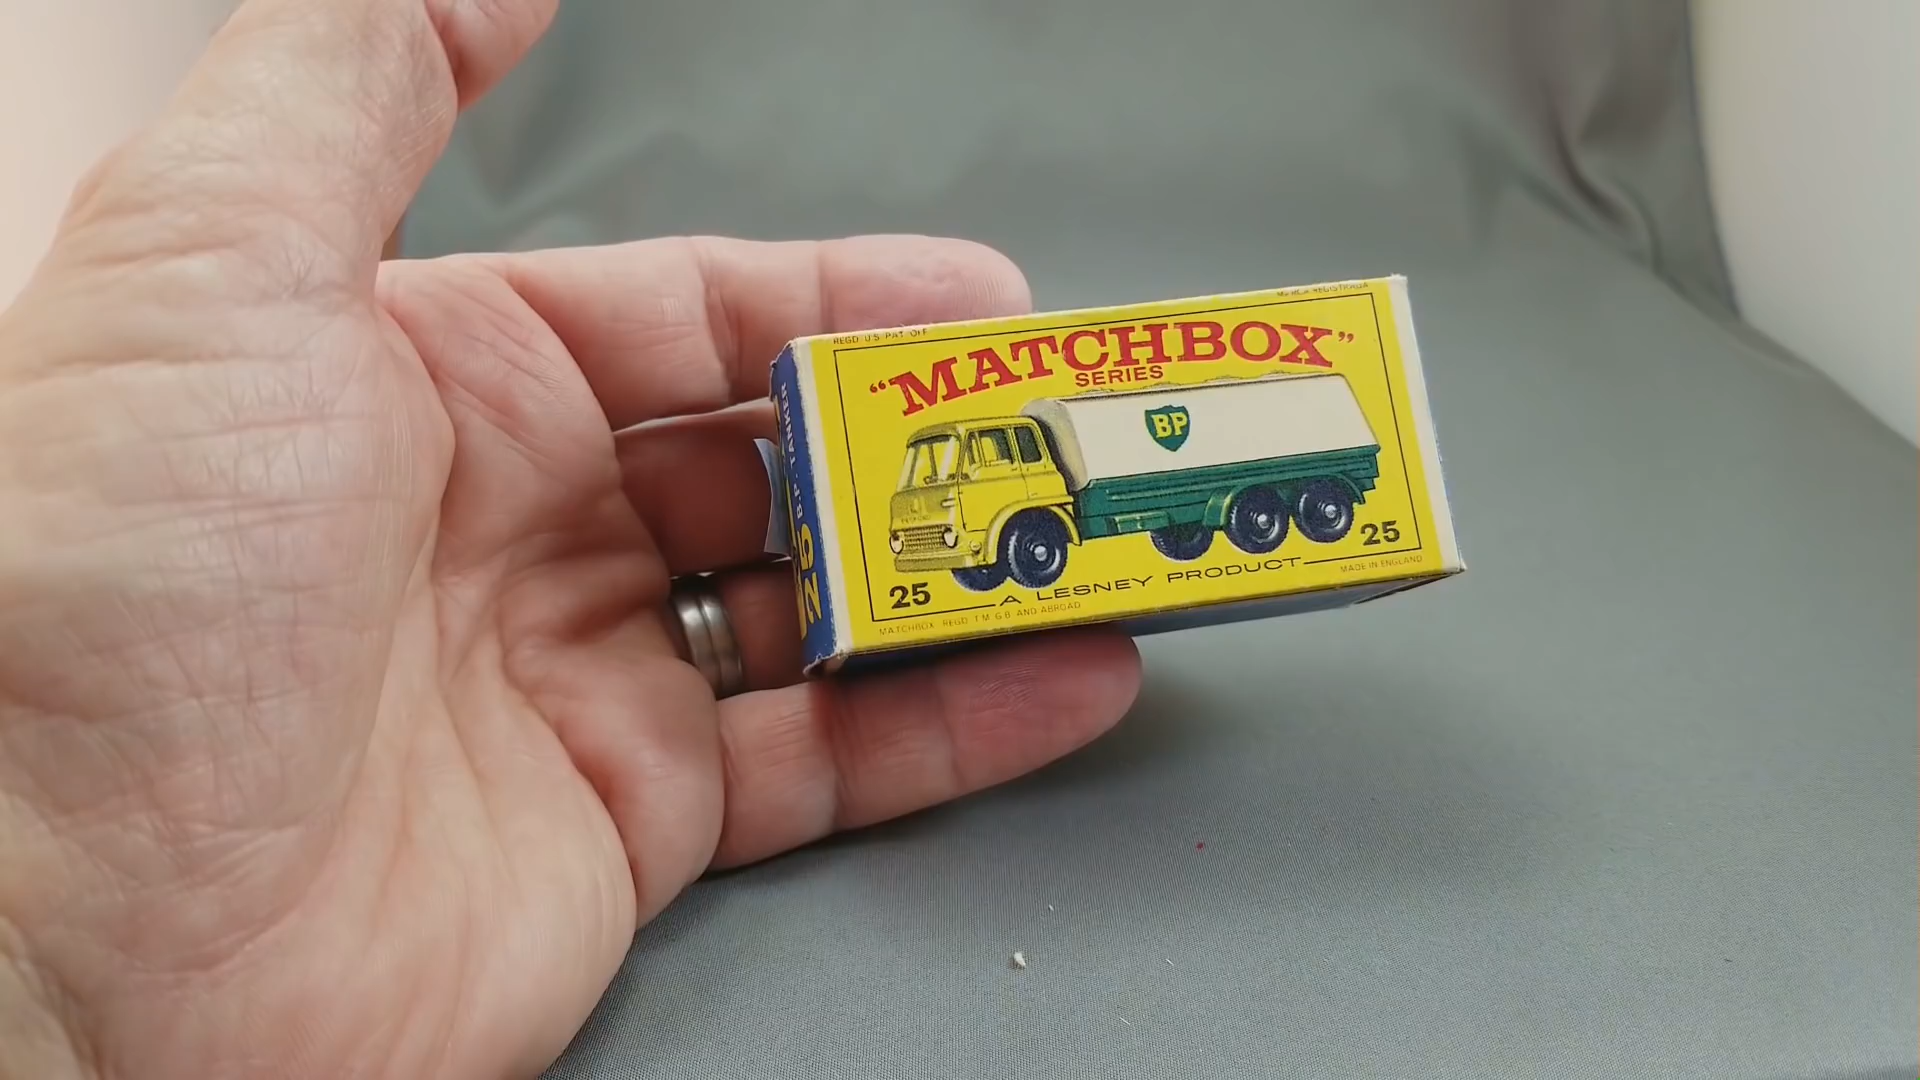 REGD U.S PAT OFF
MARCA REGISTRADA
“MATCHBOX”
SERIES
BP
25
25
A LESNEY PRODUCT
MADE IN ENGLAND
MATCHBOX REGD T M G B AND ABROAD
BP-TANKER
25